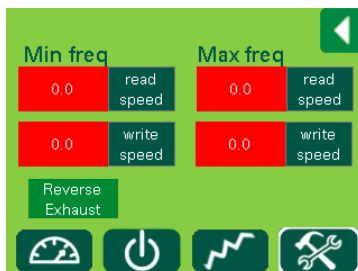 Min freq Max freq
0.0 read speed 0.0 read speed
0.0 write speed 0.0 write speed
Reverse
Exhaust